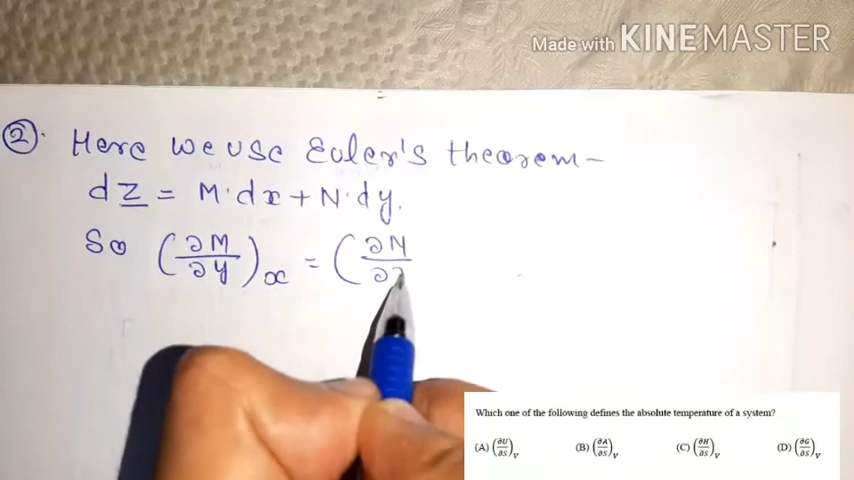 Made with KINEMASTER
②. Here we use Euler's theorem-
dz = M·dx + N·dy.
So (∂M/∂y)x = (∂N/∂
Which one of the following defines the absolute temperature of a system?
(A) (∂U/∂S)V (B) (∂A/∂S)V (C) (∂H/∂S)V (D) (∂G/∂S)V